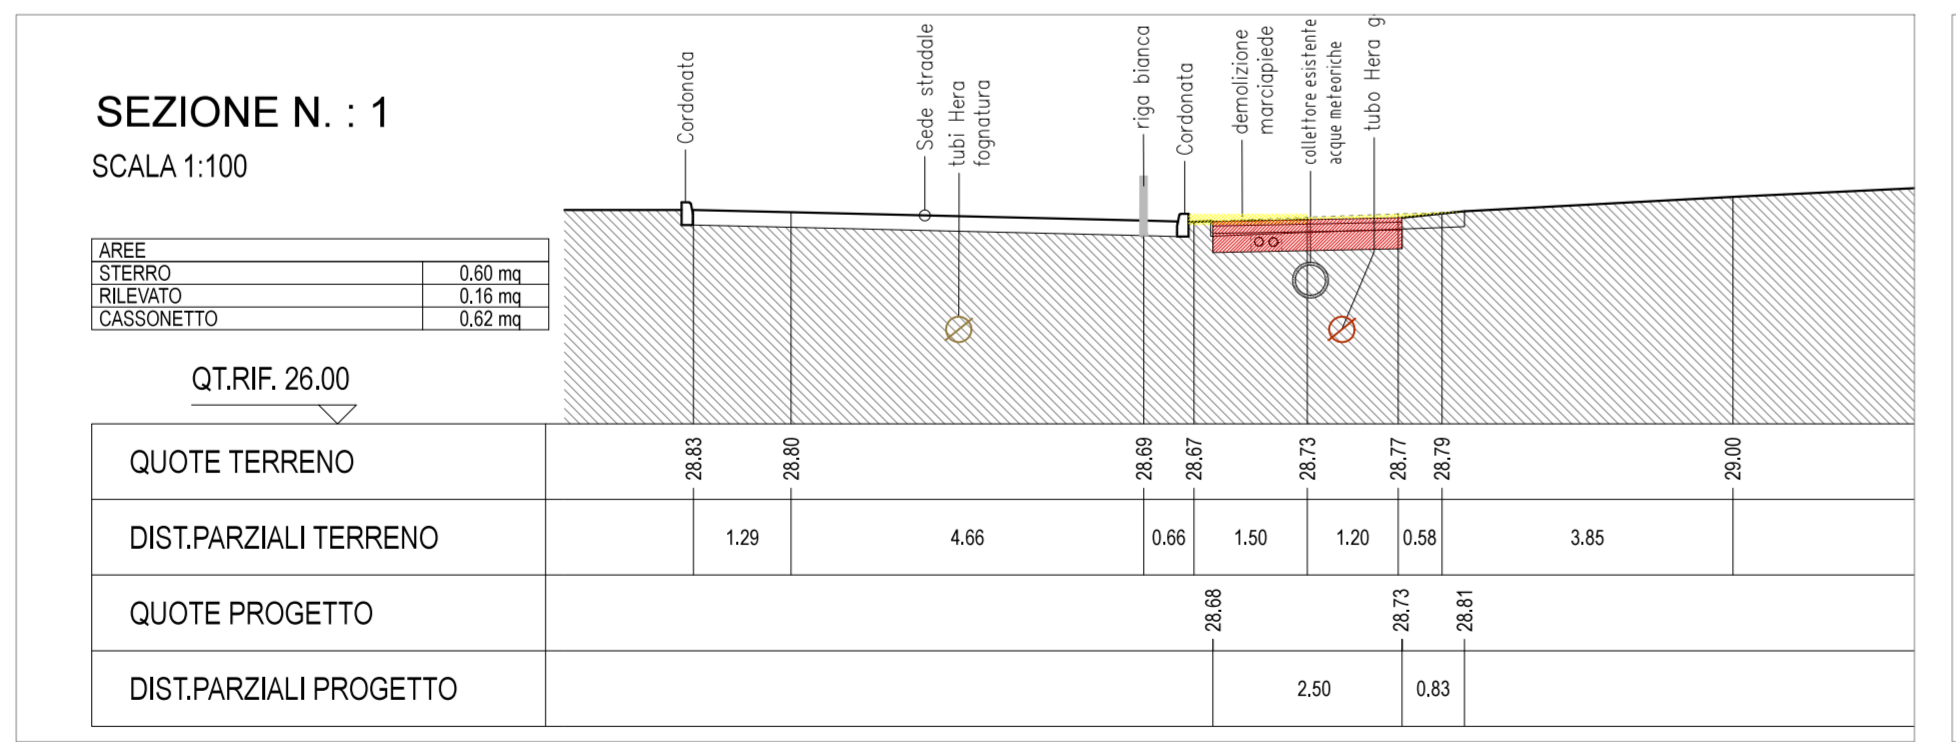 SEZIONE N. : 1
SCALA 1:100
AREE
STERRO 0.60 mq
RILEVATO 0.16 mq
CASSONETTO 0.62 mq
QT.RIF. 26.00
Cordonata
Sede stradale
tubi Hera
fognatura
riga bianca
Cordonata
demolizione
marciapiede
collettore esistente
acque meteoriche
tubo Hera g
QUOTE TERRENO 28.83 28.80 28.69 28.67 28.73 28.77 28.79 29.00
DIST.PARZIALI TERRENO 1.29 4.66 0.66 1.50 1.20 0.58 3.85
QUOTE PROGETTO 28.68 28.73 28.81
DIST.PARZIALI PROGETTO 2.50 0.83